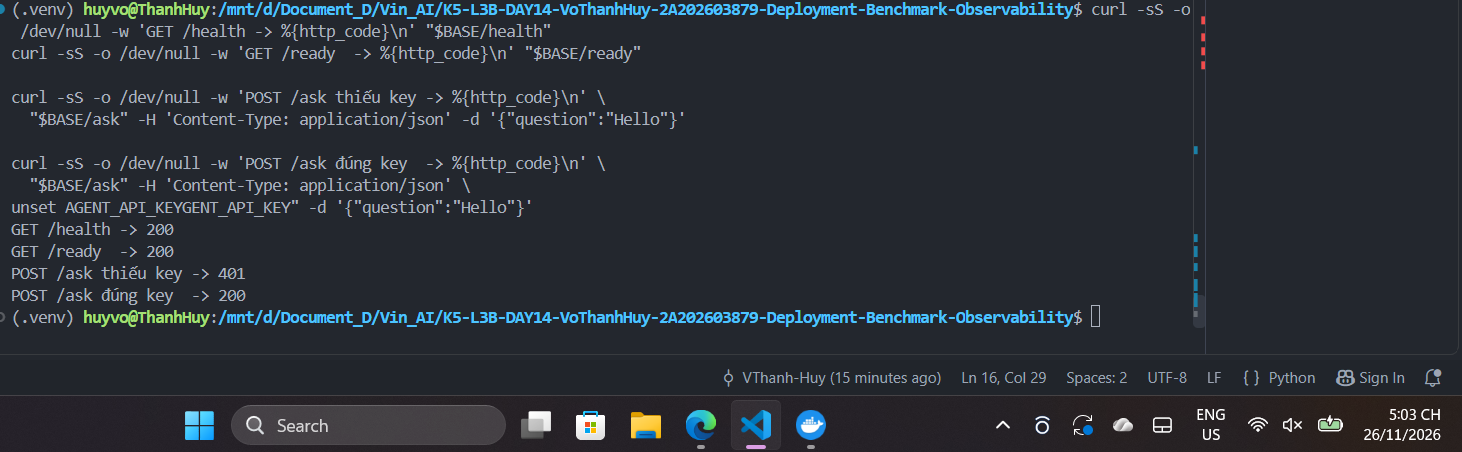 (.venv) huyvo@ThanhHuy:/mnt/d/Document_D/Vin_AI/K5-L3B-DAY14-VoThanhHuy-2A202603879-Deployment-Benchmark-Observability$ curl -sS -o
/dev/null -w 'GET /health -> %{http_code}\n' "$BASE/health"
curl -sS -o /dev/null -w 'GET /ready  -> %{http_code}\n' "$BASE/ready"
curl -sS -o /dev/null -w 'POST /ask thiếu key -> %{http_code}\n' \
"$BASE/ask" -H 'Content-Type: application/json' -d '{"question":"Hello"}'
curl -sS -o /dev/null -w 'POST /ask đúng key  -> %{http_code}\n' \
"$BASE/ask" -H 'Content-Type: application/json' \
unset AGENT_API_KEYGENT_API_KEY" -d '{"question":"Hello"}'
GET /health -> 200
GET /ready  -> 200
POST /ask thiếu key -> 401
POST /ask đúng key  -> 200
(.venv) huyvo@ThanhHuy:/mnt/d/Document_D/Vin_AI/K5-L3B-DAY14-VoThanhHuy-2A202603879-Deployment-Benchmark-Observability$
VThanh-Huy (15 minutes ago) Ln 16, Col 29 Spaces: 2 UTF-8 LF { } Python Sign In
Search
ENG
US
5:03 CH
26/11/2026